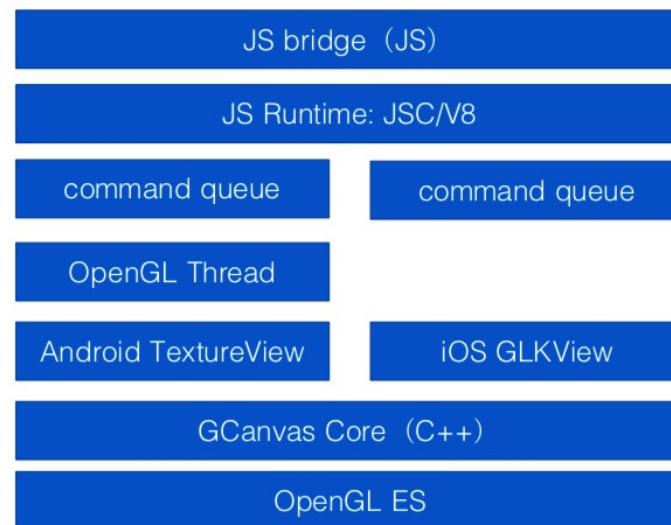 JS bridge（JS）
JS Runtime: JSC/V8
command queue
command queue
OpenGL Thread
Android TextureView
iOS GLKView
GCanvas Core（C++）
OpenGL ES